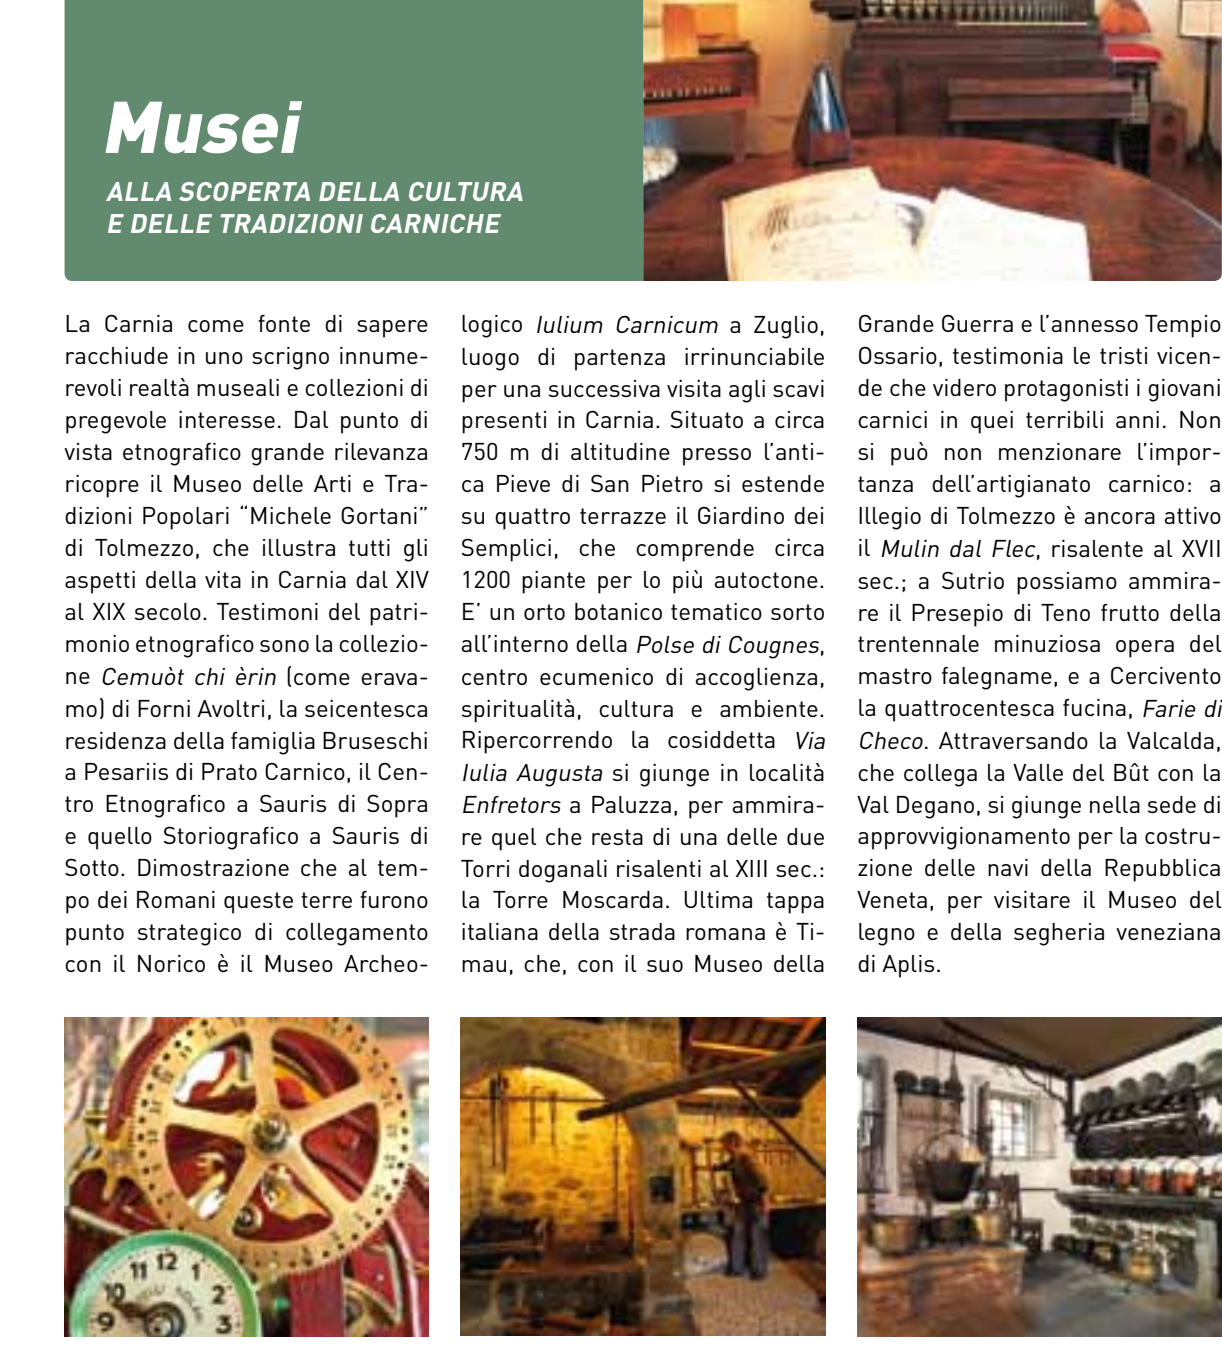 Musei
ALLA SCOPERTA DELLA CULTURA
E DELLE TRADIZIONI CARNICHE
La Carnia come fonte di sapere
racchiude in uno scrigno innume-
revoli realtà museali e collezioni di
pregevole interesse. Dal punto di
vista etnografico grande rilevanza
ricopre il Museo delle Arti e Tra-
dizioni Popolari “Michele Gortani”
di Tolmezzo, che illustra tutti gli
aspetti della vita in Carnia dal XIV
al XIX secolo. Testimoni del patri-
monio etnografico sono la collezio-
ne Cemuòt chi èrin (come erava-
mo) di Forni Avoltri, la seicentesca
residenza della famiglia Bruseschi
a Pesariis di Prato Carnico, il Cen-
tro Etnografico a Sauris di Sopra
e quello Storiografico a Sauris di
Sotto. Dimostrazione che al tem-
po dei Romani queste terre furono
punto strategico di collegamento
con il Norico è il Museo Archeo-
logico Iulium Carnicum a Zuglio,
luogo di partenza irrinunciabile
per una successiva visita agli scavi
presenti in Carnia. Situato a circa
750 m di altitudine presso l’anti-
ca Pieve di San Pietro si estende
su quattro terrazze il Giardino dei
Semplici, che comprende circa
1200 piante per lo più autoctone.
E’ un orto botanico tematico sorto
all’interno della Polse di Cougnes,
centro ecumenico di accoglienza,
spiritualità, cultura e ambiente.
Ripercorrendo la cosiddetta Via
Iulia Augusta si giunge in località
Enfretors a Paluzza, per ammira-
re quel che resta di una delle due
Torri doganali risalenti al XIII sec.:
la Torre Moscarda. Ultima tappa
italiana della strada romana è Ti-
mau, che, con il suo Museo della
Grande Guerra e l’annesso Tempio
Ossario, testimonia le tristi vicen-
de che videro protagonisti i giovani
carnici in quei terribili anni. Non
si può non menzionare l’impor-
tanza dell’artigianato carnico: a
Illegio di Tolmezzo è ancora attivo
il Mulin dal Flec, risalente al XVII
sec.; a Sutrio possiamo ammira-
re il Presepio di Teno frutto della
trentennale minuziosa opera del
mastro falegname, e a Cercivento
la quattrocentesca fucina, Farie di
Checo. Attraversando la Valcalda,
che collega la Valle del Bût con la
Val Degano, si giunge nella sede di
approvvigionamento per la costru-
zione delle navi della Repubblica
Veneta, per visitare il Museo del
legno e della segheria veneziana
di Aplis.
11 12 1
10 2
9 3